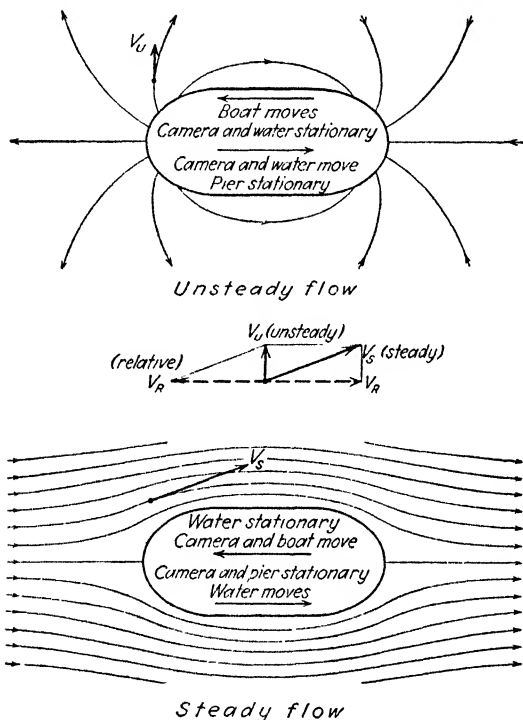 V_U
Boat moves
Camera and water stationary
Camera and water move
Pier stationary
Unsteady flow
V_U (unsteady)
V_S (steady)
(relative)
V_R
V_R
V_S
Water stationary
Camera and boat move
Camera and pier stationary
Water moves
Steady flow